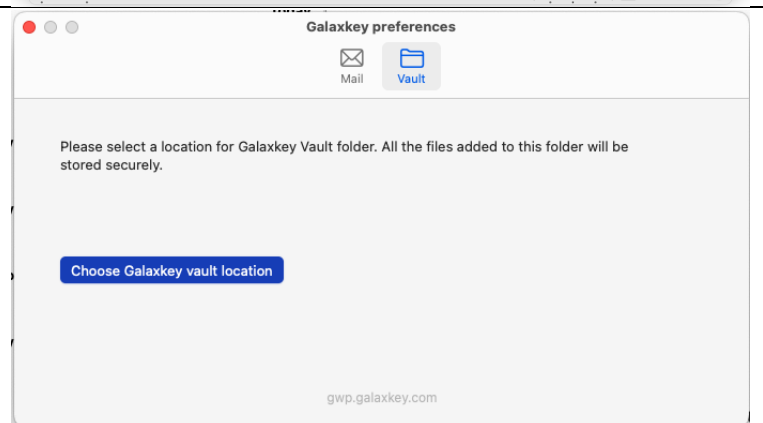 Galaxkey preferences
Mail
Vault
Please select a location for Galaxkey Vault folder. All the files added to this folder will be
stored securely.
Choose Galaxkey vault location
gwp.galaxkey.com